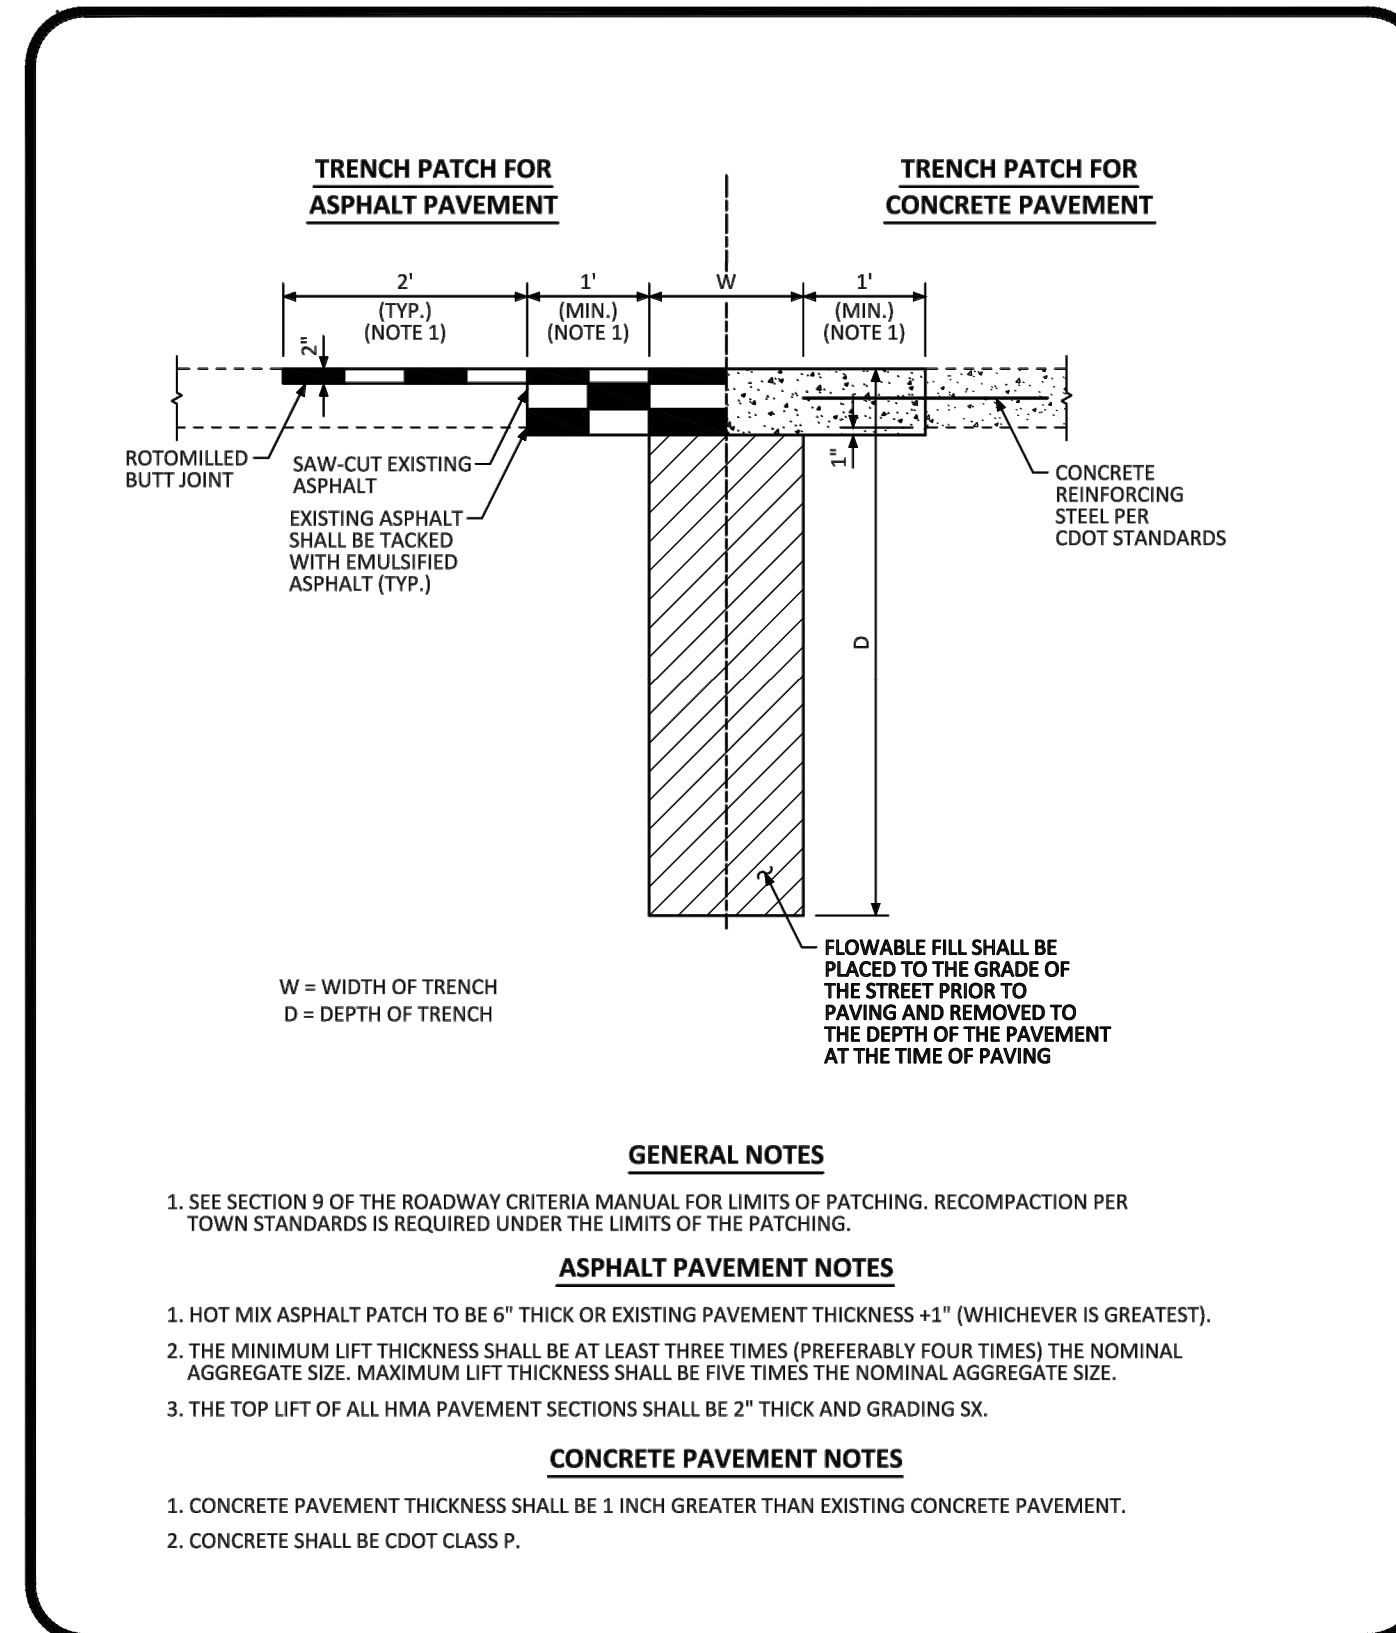 TRENCH PATCH FOR
ASPHALT PAVEMENT
TRENCH PATCH FOR
CONCRETE PAVEMENT
2'
(TYP.)
(NOTE 1)
1'
(MIN.)
(NOTE 1)
W
1'
(MIN.)
(NOTE 1)
2"
ROTOMILLED
BUTT JOINT
SAW-CUT EXISTING
ASPHALT
EXISTING ASPHALT
SHALL BE TACKED
WITH EMULSIFIED
ASPHALT (TYP.)
1"
CONCRETE
REINFORCING
STEEL PER
CDOT STANDARDS
D
FLOWABLE FILL SHALL BE
PLACED TO THE GRADE OF
THE STREET PRIOR TO
PAVING AND REMOVED TO
THE DEPTH OF THE PAVEMENT
AT THE TIME OF PAVING
W = WIDTH OF TRENCH
D = DEPTH OF TRENCH
GENERAL NOTES
1. SEE SECTION 9 OF THE ROADWAY CRITERIA MANUAL FOR LIMITS OF PATCHING. RECOMPACTION PER
TOWN STANDARDS IS REQUIRED UNDER THE LIMITS OF THE PATCHING.
ASPHALT PAVEMENT NOTES
1. HOT MIX ASPHALT PATCH TO BE 6" THICK OR EXISTING PAVEMENT THICKNESS +1" (WHICHEVER IS GREATEST).
2. THE MINIMUM LIFT THICKNESS SHALL BE AT LEAST THREE TIMES (PREFERABLY FOUR TIMES) THE NOMINAL
AGGREGATE SIZE. MAXIMUM LIFT THICKNESS SHALL BE FIVE TIMES THE NOMINAL AGGREGATE SIZE.
3. THE TOP LIFT OF ALL HMA PAVEMENT SECTIONS SHALL BE 2" THICK AND GRADING SX.
CONCRETE PAVEMENT NOTES
1. CONCRETE PAVEMENT THICKNESS SHALL BE 1 INCH GREATER THAN EXISTING CONCRETE PAVEMENT.
2. CONCRETE SHALL BE CDOT CLASS P.